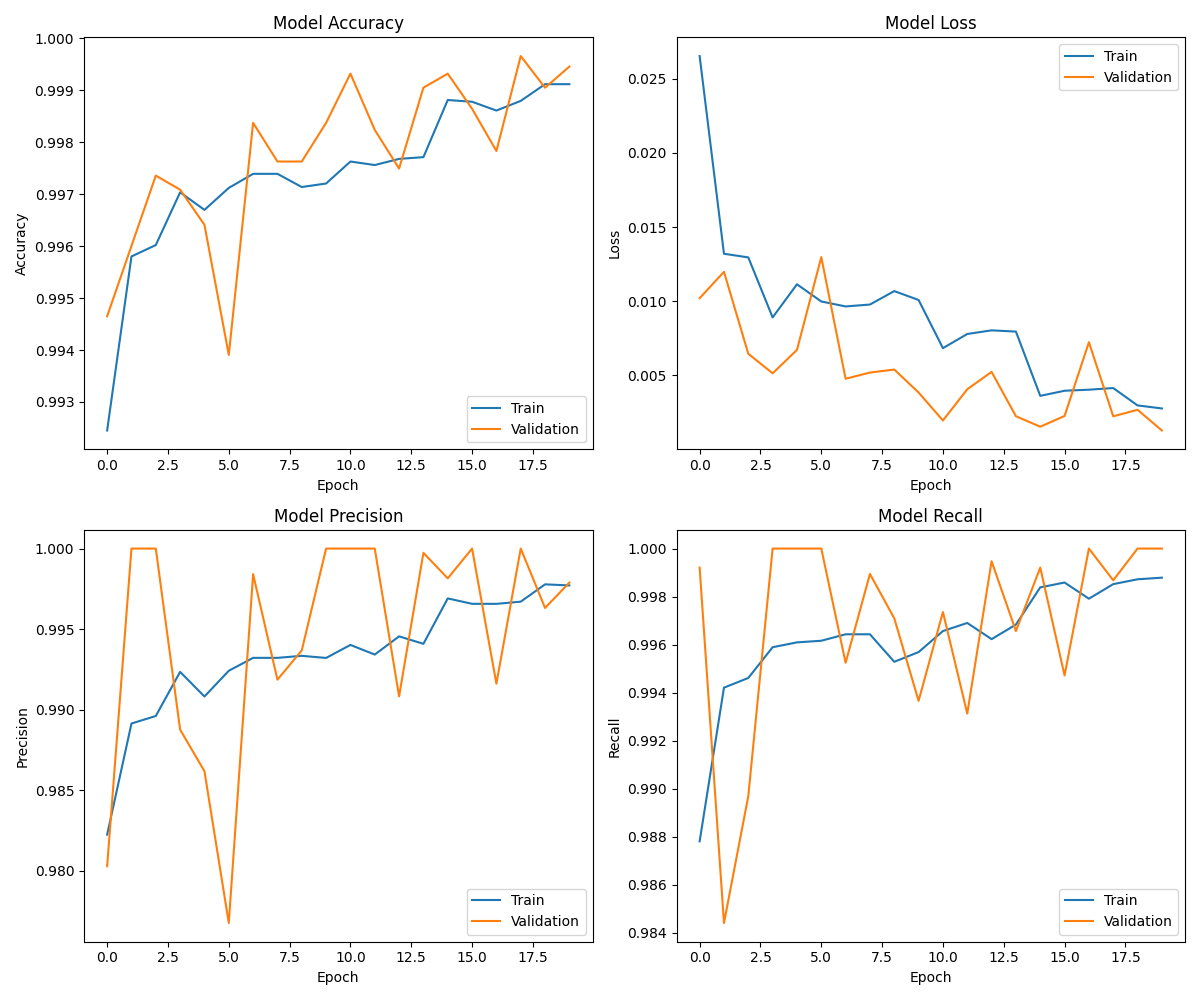 Model Accuracy
1.000
0.999
0.998
0.997
0.996
0.995
0.994
0.993
Accuracy
0.0 2.5 5.0 7.5 10.0 12.5 15.0 17.5
Epoch
Train
Validation
Model Loss
0.025
0.020
0.015
0.010
0.005
Loss
0.0 2.5 5.0 7.5 10.0 12.5 15.0 17.5
Epoch
Train
Validation
Model Precision
1.000
0.995
0.990
0.985
0.980
Precision
0.0 2.5 5.0 7.5 10.0 12.5 15.0 17.5
Epoch
Train
Validation
Model Recall
1.000
0.998
0.996
0.994
0.992
0.990
0.988
0.986
0.984
Recall
0.0 2.5 5.0 7.5 10.0 12.5 15.0 17.5
Epoch
Train
Validation